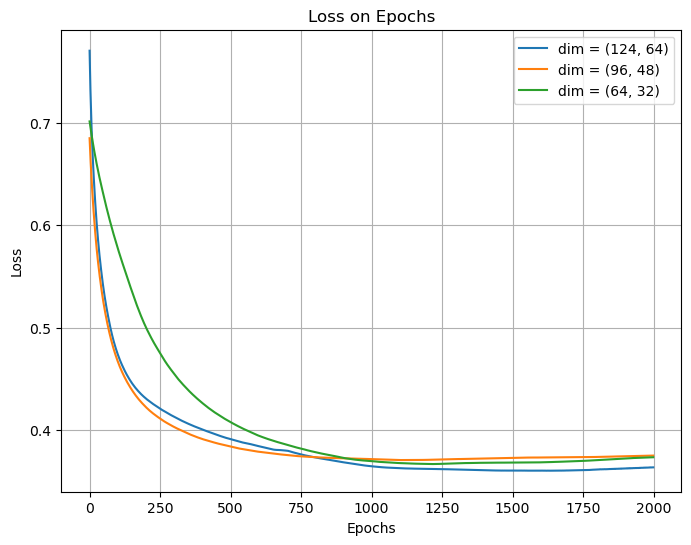 Loss on Epochs
dim = (124, 64)
dim = (96, 48)
dim = (64, 32)
0.7
0.6
0.5
0.4
Loss
0
250
500
750
1000
1250
1500
1750
2000
Epochs